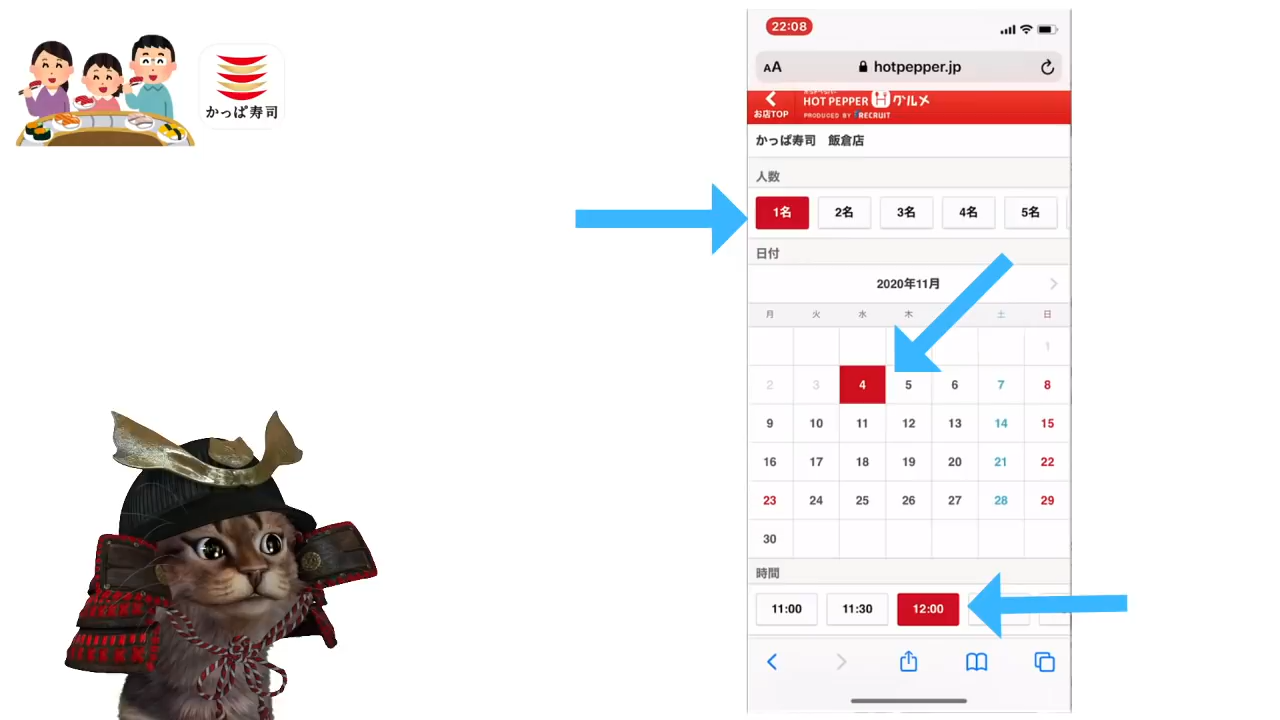 かっぱ寿司
22:08
AA hotpepper.jp
お店TOP
HOT PEPPER グルメ
PRODUCED BY RECRUIT
かっぱ寿司 飯倉店
人数
1名 2名 3名 4名 5名
日付
2020年11月
月 火 水 木 土 日
1
2 3 4 5 6 7 8
9 10 11 12 13 14 15
16 17 18 19 20 21 22
23 24 25 26 27 28 29
30
時間
11:00 11:30 12:00